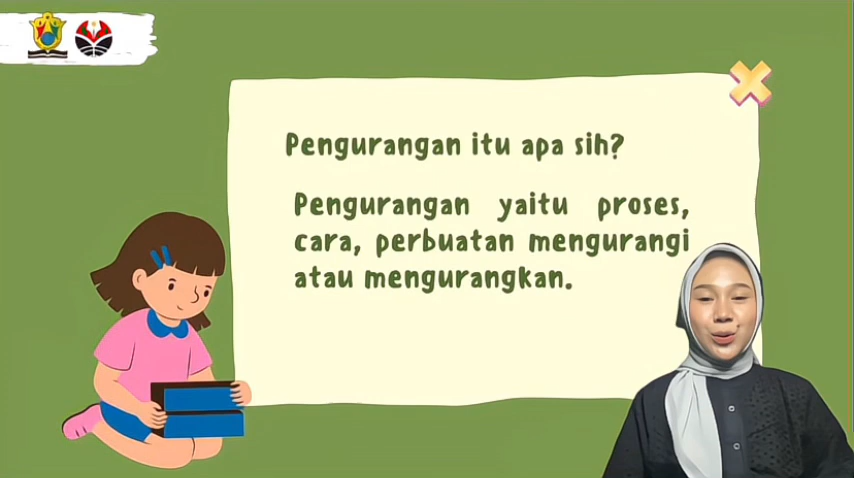 Pengurangan itu apa sih?
Pengurangan yaitu proses,
cara, perbuatan mengurangi
atau mengurangkan.